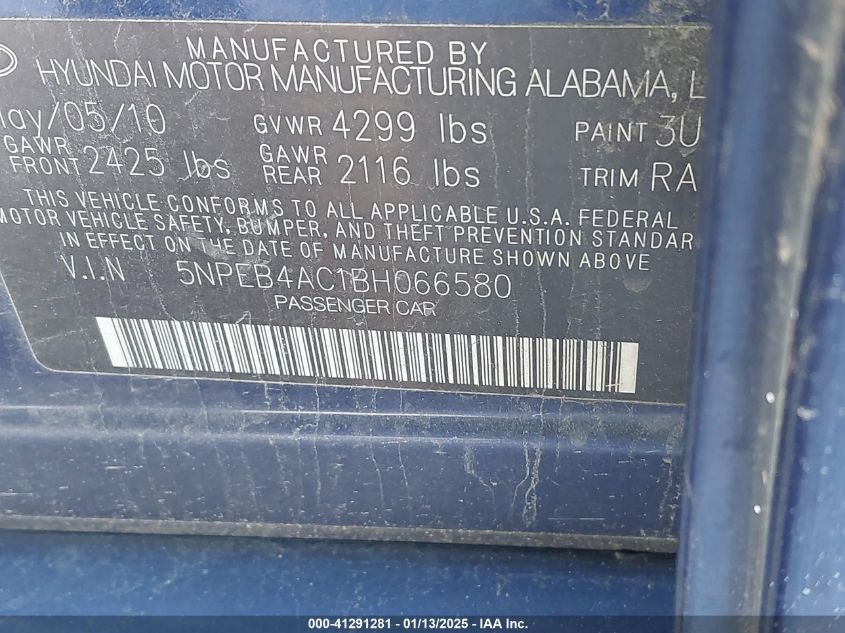 MANUFACTURED BY
HYUNDAI MOTOR MANUFACTURING ALABAMA, L
lay/05/10 GVWR 4299 lbs PAINT 3U
GAWR FRONT 2425 lbs GAWR REAR 2116 lbs TRIM RA
THIS VEHICLE CONFORMS TO ALL APPLICABLE U.S.A. FEDERAL
MOTOR VEHICLE SAFETY, BUMPER, AND THEFT PREVENTION STANDAR
IN EFFECT ON THE DATE OF MANUFACTURE SHOWN ABOVE
V.I.N 5NPEB4AC1BH066580
PASSENGER CAR
000-41291281 - 01/13/2025 - IAA Inc.